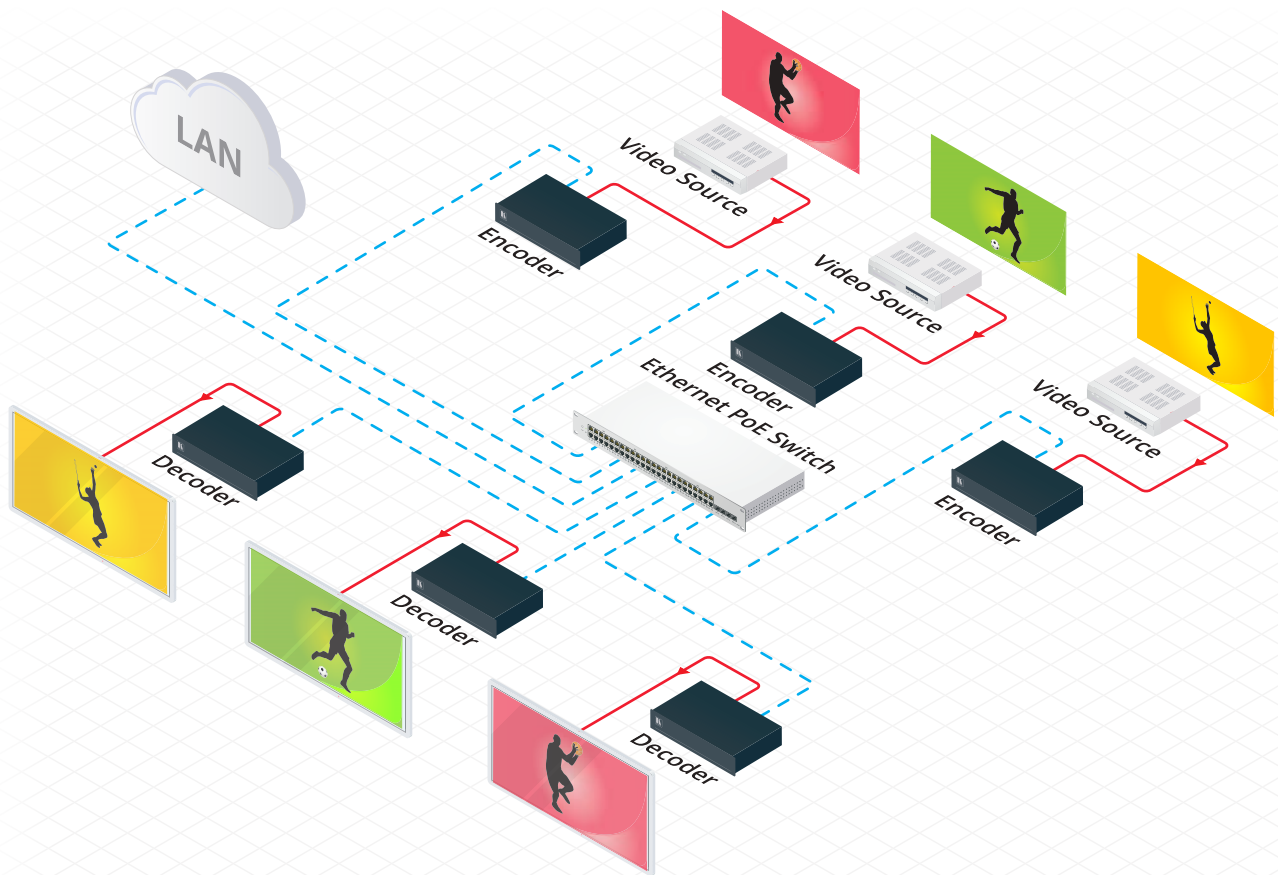 LAN
Video Source
Encoder
Video Source
Encoder
Ethernet PoE Switch
Video Source
Encoder
Decoder
Decoder
Decoder